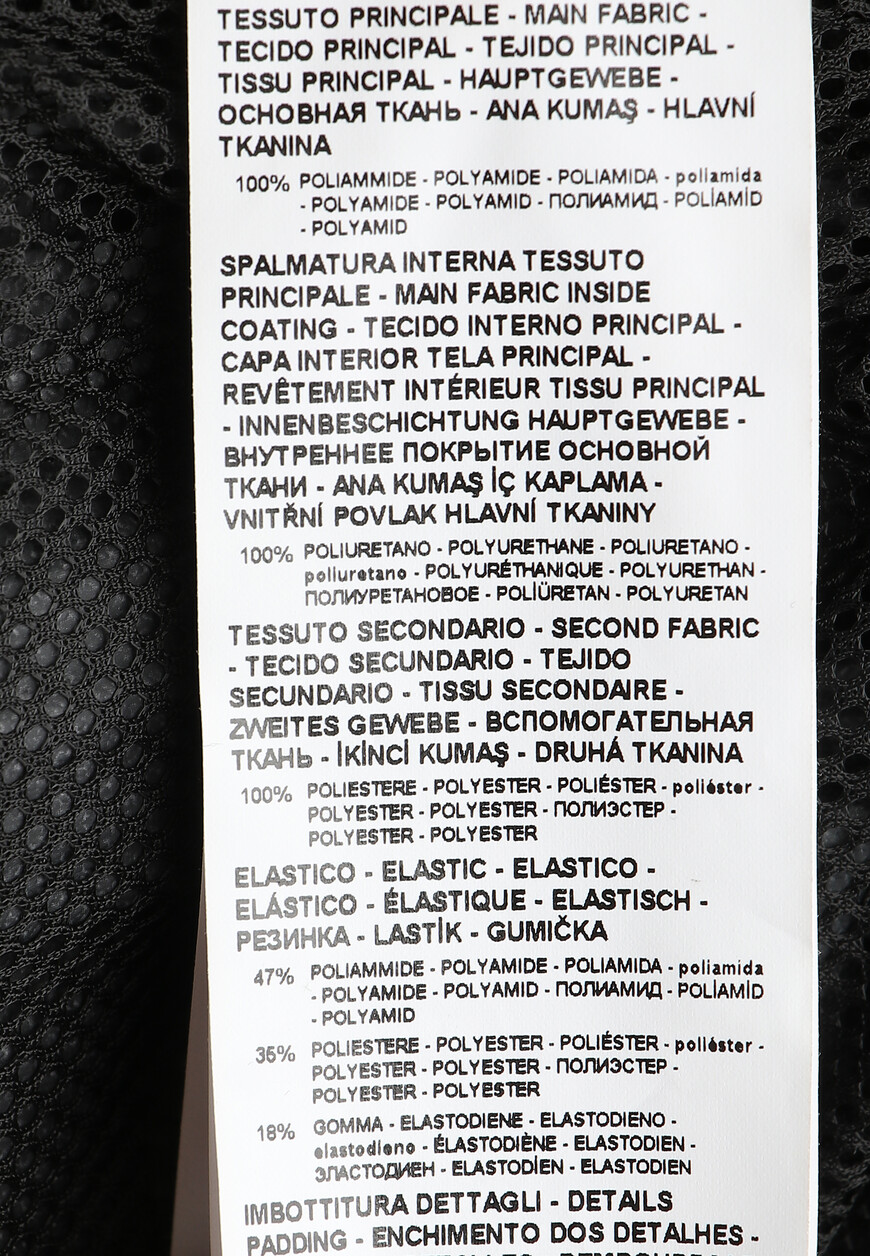 TESSUTO PRINCIPALE - MAIN FABRIC -
TECIDO PRINCIPAL - TEJIDO PRINCIPAL -
TISSU PRINCIPAL - HAUPTGEWEBE -
ОСНОВНАЯ ТКАНЬ - ANA KUMAŞ - HLAVNÍ
TKANINA
100% POLIAMMIDE - POLYAMIDE - POLIAMIDA - poliamida
- POLYAMIDE - POLYAMID - ПОЛИАМИД - POLİAMİD
- POLYAMID
SPALMATURA INTERNA TESSUTO
PRINCIPALE - MAIN FABRIC INSIDE
COATING - TECIDO INTERNO PRINCIPAL -
CAPA INTERIOR TELA PRINCIPAL -
REVÊTEMENT INTÉRIEUR TISSU PRINCIPAL
- INNENBESCHICHTUNG HAUPTGEWEBE -
ВНУТРЕННЕЕ ПОКРЫТИЕ ОСНОВНОЙ
ТКАНИ - ANA KUMAŞ İÇ KAPLAMA -
VNITŘNÍ POVLAK HLAVNÍ TKANINY
100% POLIURETANO - POLYURETHANE - POLIURETANO -
poliuretano - POLYURÉTHANIQUE - POLYURETHAN -
ПОЛИУРЕТАНОВОЕ - POLİÜRETAN - POLYURETAN
TESSUTO SECONDARIO - SECOND FABRIC
- TECIDO SECUNDARIO - TEJIDO
SECUNDARIO - TISSU SECONDAIRE -
ZWEITES GEWEBE - ВСПОМОГАТЕЛЬНАЯ
ТКАНЬ - İKİNCİ KUMAŞ - DRUHÁ TKANINA
100% POLIESTERE - POLYESTER - POLIÉSTER - poliéster -
POLYESTER - POLYESTER - ПОЛИЭСТЕР -
POLYESTER - POLYESTER
ELASTICO - ELASTIC - ELASTICO -
ELÁSTICO - ÉLASTIQUE - ELASTISCH -
РЕЗИНКА - LASTİK - GUMIČKA
47% POLIAMMIDE - POLYAMIDE - POLIAMIDA - poliamida
- POLYAMIDE - POLYAMID - ПОЛИАМИД - POLİAMİD
- POLYAMID
35% POLIESTERE - POLYESTER - POLIÉSTER - poliéster -
POLYESTER - POLYESTER - ПОЛИЭСТЕР -
POLYESTER - POLYESTER
18% GOMMA - ELASTODIENE - ELASTODIENO -
elastodieno - ÉLASTODIÈNE - ELASTODIEN -
ЭЛАСТОДИЕН - ELASTODİEN - ELASTODIEN
IMBOTTITURA DETTAGLI - DETAILS
PADDING - ENCHIMENTO DOS DETALHES -